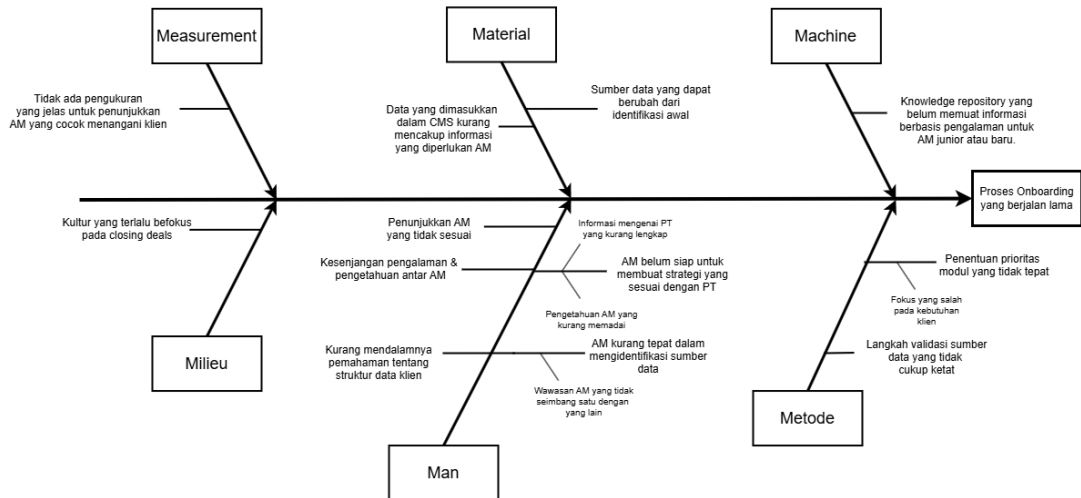 Measurement
Material
Machine
Tidak ada pengukuran
yang jelas untuk penunjukkan
AM yang cocok menangani klien
Data yang dimasukkan
dalam CMS kurang
mencakup informasi
yang diperlukan AM
Sumber data yang dapat
berubah dari
identifikasi awal
Knowledge repository yang
belum memuat informasi
berbasis pengalaman untuk
AM junior atau baru.
Proses Onboarding
yang berjalan lama
Kultur yang terlalu befokus
pada closing deals
Penunjukkan AM
yang tidak sesuai
Informasi mengenai PT
yang kurang lengkap
Kesenjangan pengalaman &
pengetahuan antar AM
AM belum siap untuk
membuat strategi yang
sesuai dengan PT
Pengetahuan AM yang
kurang memadai
Kurang mendalamnya
pemahaman tentang
struktur data klien
AM kurang tepat dalam
mengidentifikasi sumber
data
Wawasan AM yang tidak
seimbang satu dengan
yang lain
Penentuan prioritas
modul yang tidak tepat
Fokus yang salah
pada kebutuhan
klien
Langkah validasi sumber
data yang tidak
cukup ketat
Milieu
Man
Metode